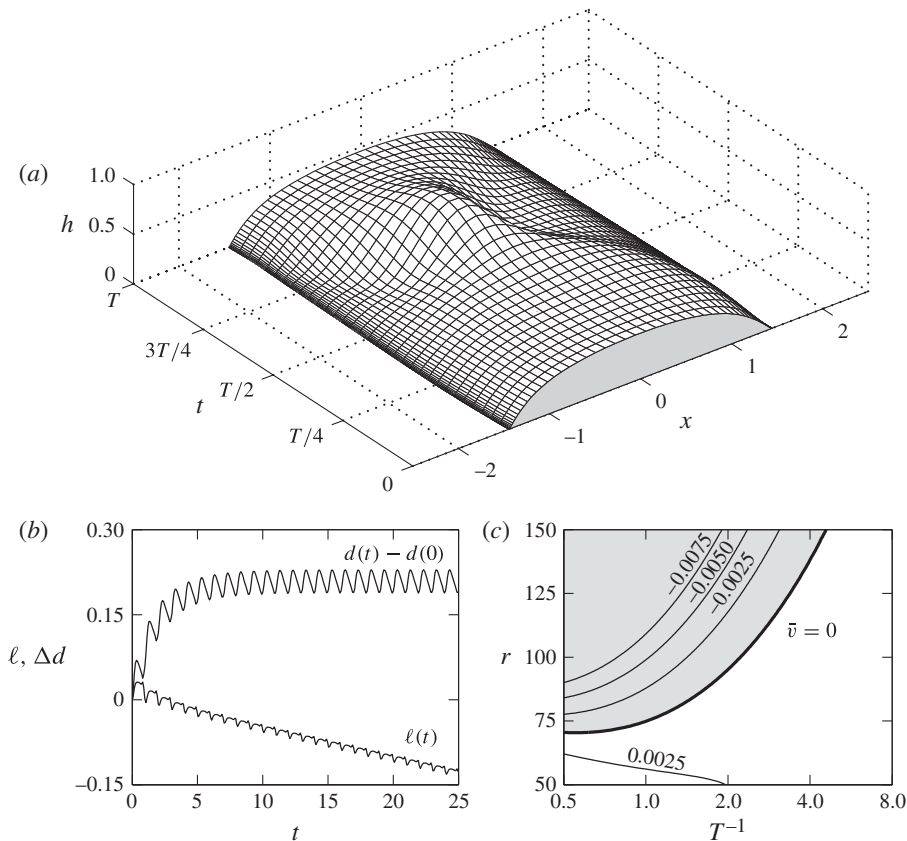 (a)
1.0
h 0.5
0
T
3T/4
T/2
T/4
0
t
–2
–1
0
1
2
x
(b)
0.30
0.15
0
–0.15
ℓ, Δd
d(t) – d(0)
ℓ(t)
0 5 10 15 20 25
t
(c)
150
125
100
75
50
r
–0.0075
–0.0050
–0.0025
v̄ = 0
0.0025
0.5 1.0 2.0 4.0 8.0
T⁻¹